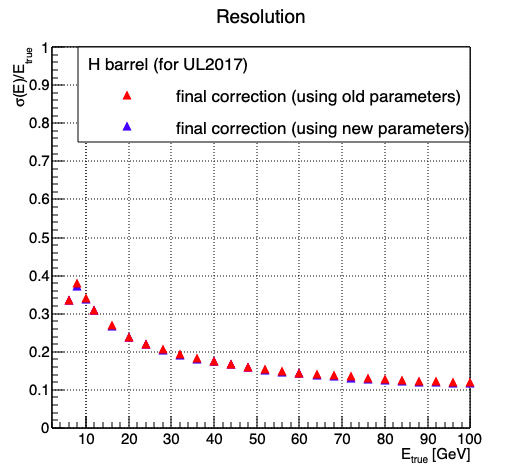 Resolution
σ(E)/E_true
H barrel (for UL2017)
final correction (using old parameters)
final correction (using new parameters)
1
0.9
0.8
0.7
0.6
0.5
0.4
0.3
0.2
0.1
0
10 20 30 40 50 60 70 80 90 100
E_true [GeV]